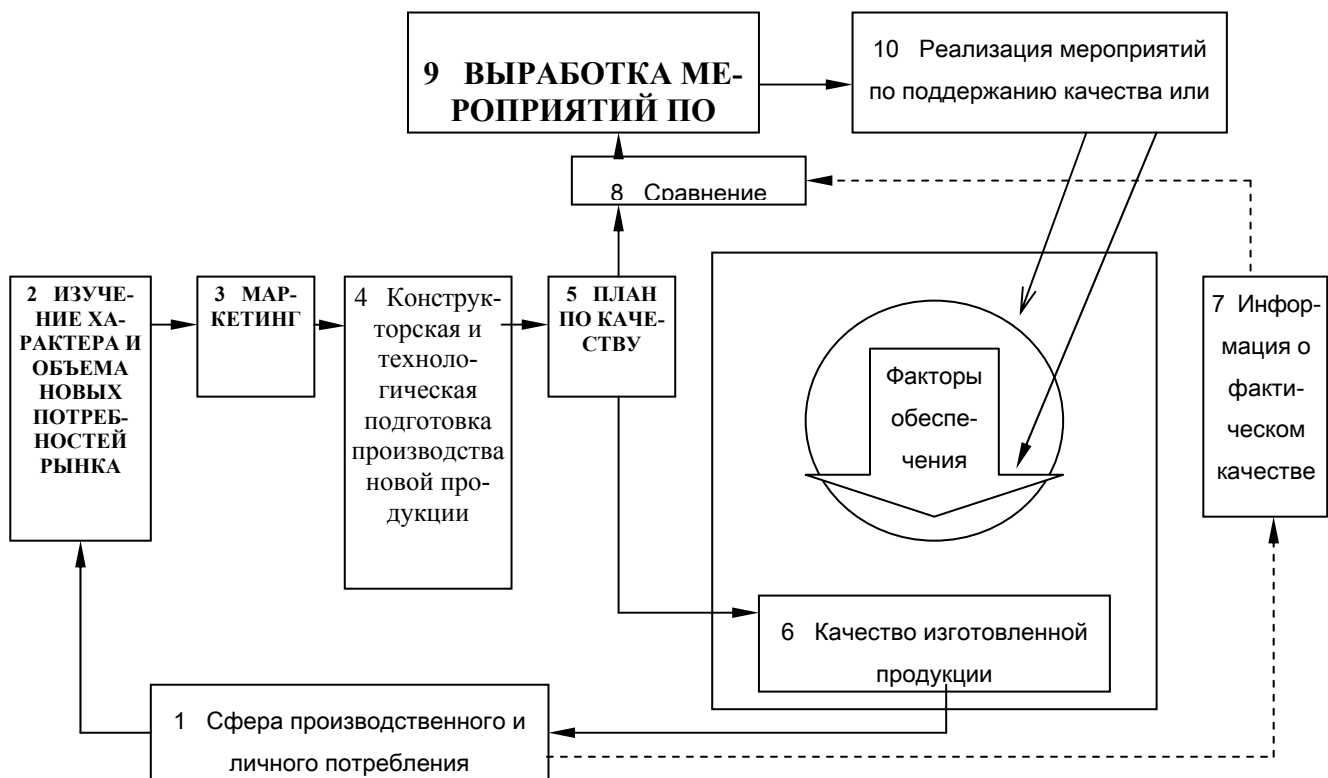 9 ВЫРАБОТКА МЕ-
РОПРИЯТИЙ ПО
10 Реализация мероприятий
по поддержанию качества или
8 Сравнение
2 ИЗУЧЕ-
НИЕ ХА-
РАКТЕРА И
ОБЪЕМА
НОВЫХ
ПОТРЕБ-
НОСТЕЙ
РЫНКА
3 МАР-
КЕТИНГ
4 Конструк-
торская и
техноло-
гическая
подготовка
производства
новой про-
дукции
5 ПЛАН
ПО КАЧЕ-
СТВУ
Факторы
обеспе-
чения
7 Инфор-
мация о
факти-
ческом
качестве
6 Качество изготовленной
продукции
1 Сфера производственного и
личного потребления